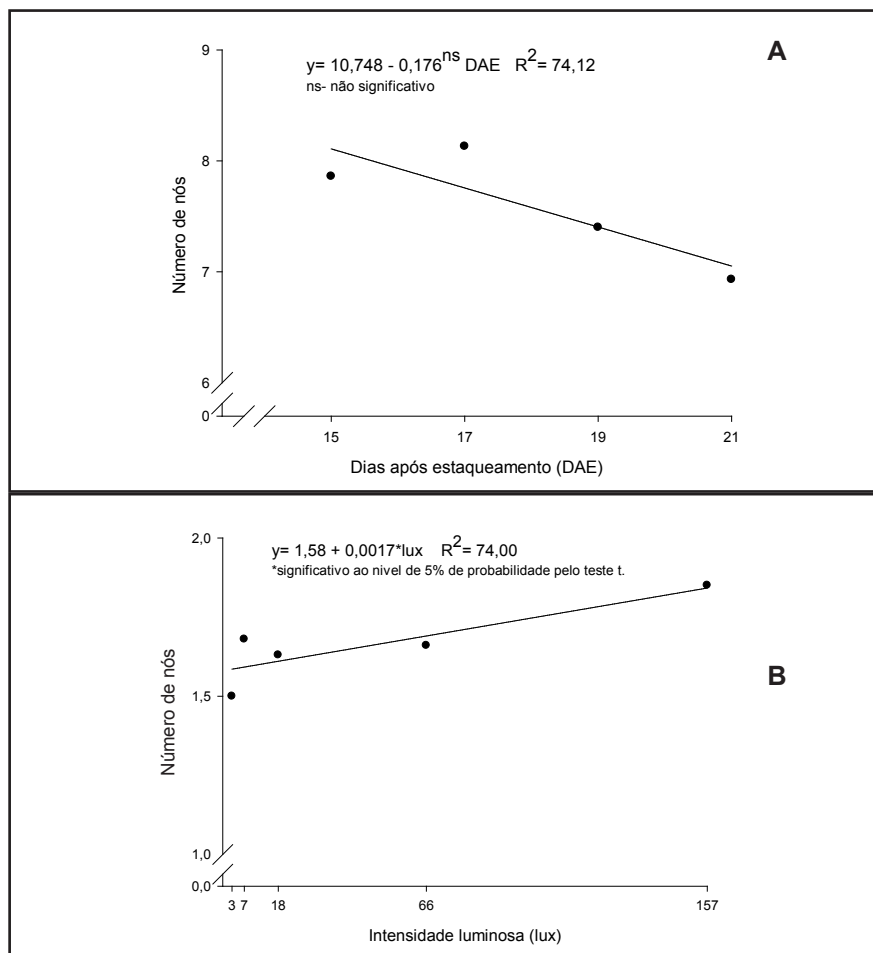 A
y= 10,748 - 0,176ns DAE R2= 74,12
ns- não significativo
Número de nós
9
8
7
6
0
15 17 19 21
Dias após estaqueamento (DAE)
B
y= 1,58 + 0,0017*lux R2= 74,00
*significativo ao nivel de 5% de probabilidade pelo teste t.
Número de nós
2,0
1,5
1,0
0,0
3 7 18 66 157
Intensidade luminosa (lux)